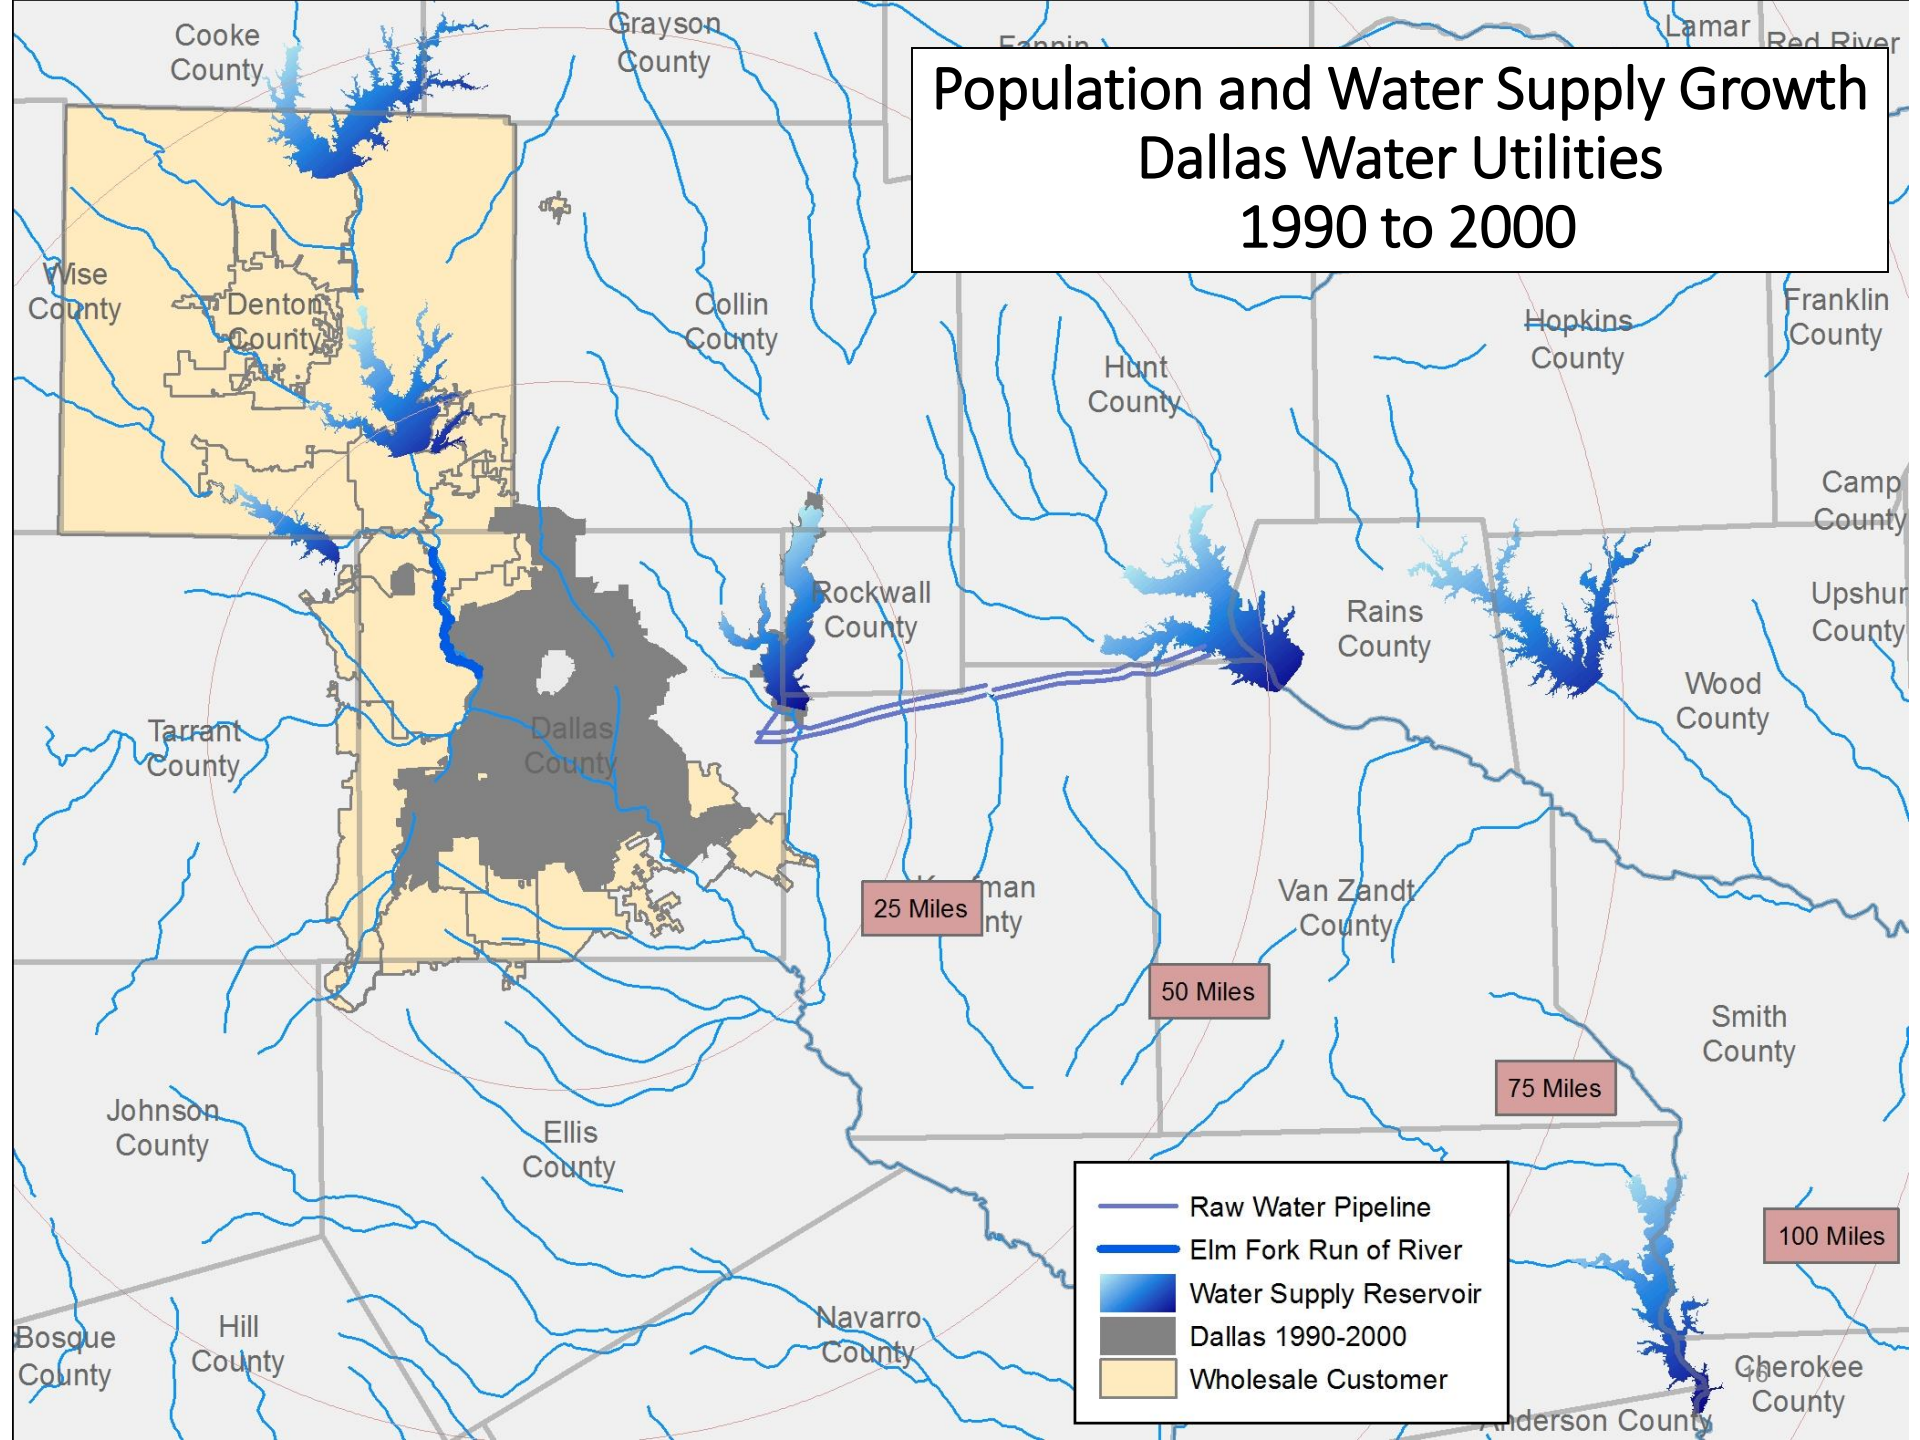 Cooke
County
Grayson
County
Fannin
Lamar
Red River
Population and Water Supply Growth
Dallas Water Utilities
1990 to 2000
Wise
County
Denton
County
Collin
County
Hunt
County
Hopkins
County
Franklin
County
Camp
County
Rockwall
County
Rains
County
Upshur
County
Wood
County
Tarrant
County
Dallas
County
25 Miles
Van Zandt
County
50 Miles
Smith
County
75 Miles
Johnson
County
Ellis
County
Raw Water Pipeline
Elm Fork Run of River
Water Supply Reservoir
Dallas 1990-2000
Wholesale Customer
100 Miles
Bosque
County
Hill
County
Navarro
County
16
Cherokee
County
Anderson County